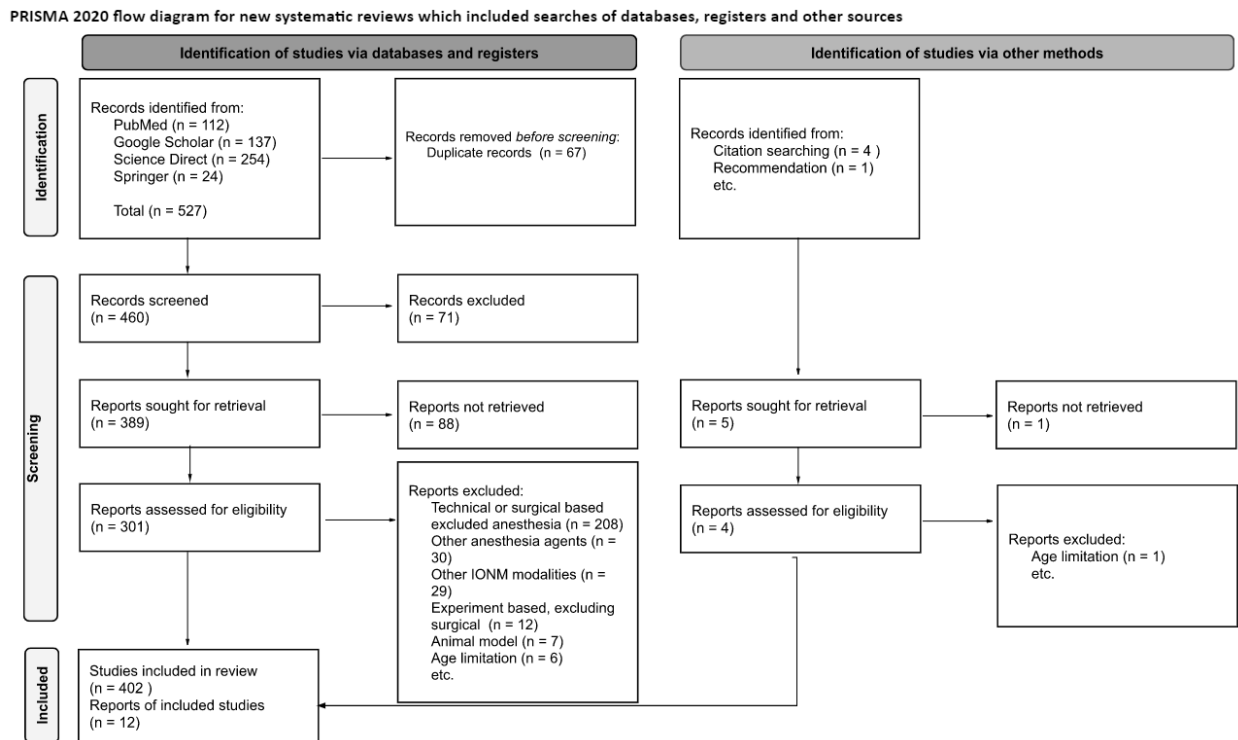 PRISMA 2020 flow diagram for new systematic reviews which included searches of databases, registers and other sources
Identification of studies via databases and registers
Identification of studies via other methods
Identification
Records identified from:
PubMed (n = 112)
Google Scholar (n = 137)
Science Direct (n = 254)
Springer (n = 24)
Total (n = 527)
Records removed before screening:
Duplicate records (n = 67)
Records identified from:
Citation searching (n = 4 )
Recommendation (n = 1)
etc.
Screening
Records screened
(n = 460)
Records excluded
(n = 71)
Reports sought for retrieval
(n = 389)
Reports not retrieved
(n = 88)
Reports sought for retrieval
(n = 5)
Reports not retrieved
(n = 1)
Reports assessed for eligibility
(n = 301)
Reports excluded:
Technical or surgical based
excluded anesthesia (n = 208)
Other anesthesia agents (n =
30)
Other IONM modalities (n =
29)
Experiment based, excluding
surgical (n = 12)
Animal model (n = 7)
Age limitation (n = 6)
etc.
Reports assessed for eligibility
(n = 4)
Reports excluded:
Age limitation (n = 1)
etc.
Included
Studies included in review
(n = 402 )
Reports of included studies
(n = 12)